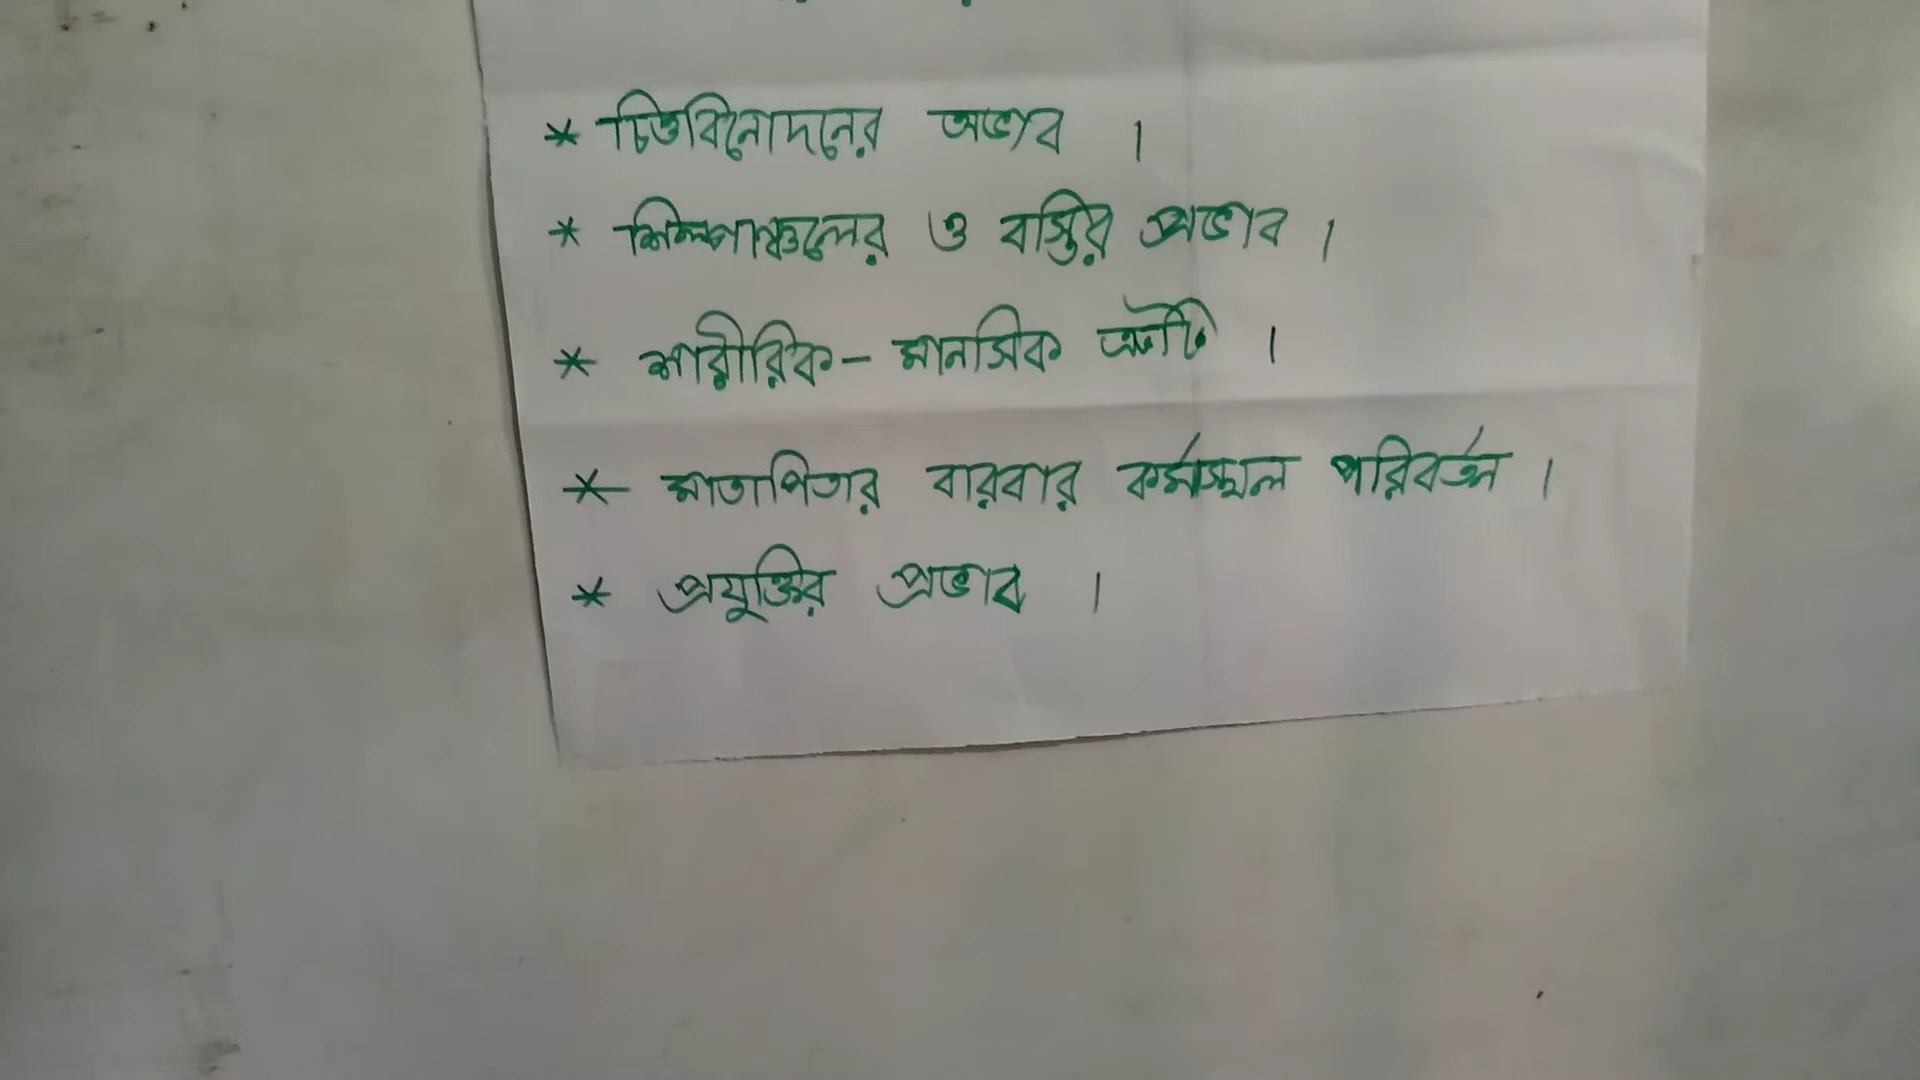 * চিত্তবিনোদনের অভাব ।
* শিল্পাঞ্চলের ও বস্তির প্রভাব ।
* শারীরিক - মানসিক ত্রুটি ।
* মাতাপিতার বারবার কর্মস্থল পরিবর্তন ।
* প্রযুক্তির প্রভাব ।